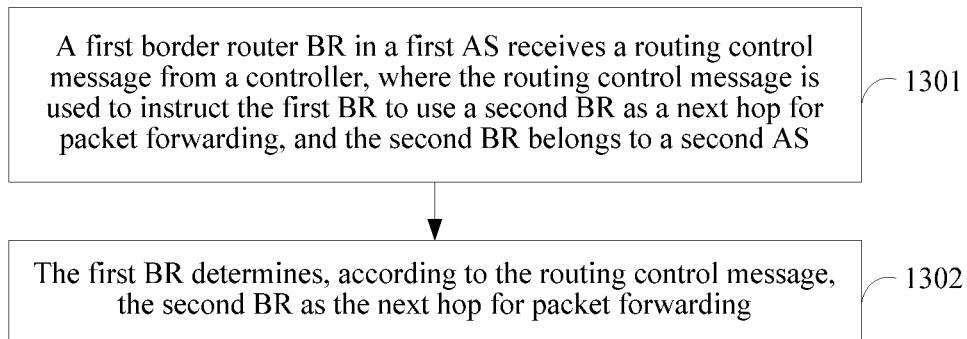 A first border router BR in a first AS receives a routing control
message from a controller, where the routing control message is
used to instruct the first BR to use a second BR as a next hop for
packet forwarding, and the second BR belongs to a second AS
1301
The first BR determines, according to the routing control message,
the second BR as the next hop for packet forwarding
1302